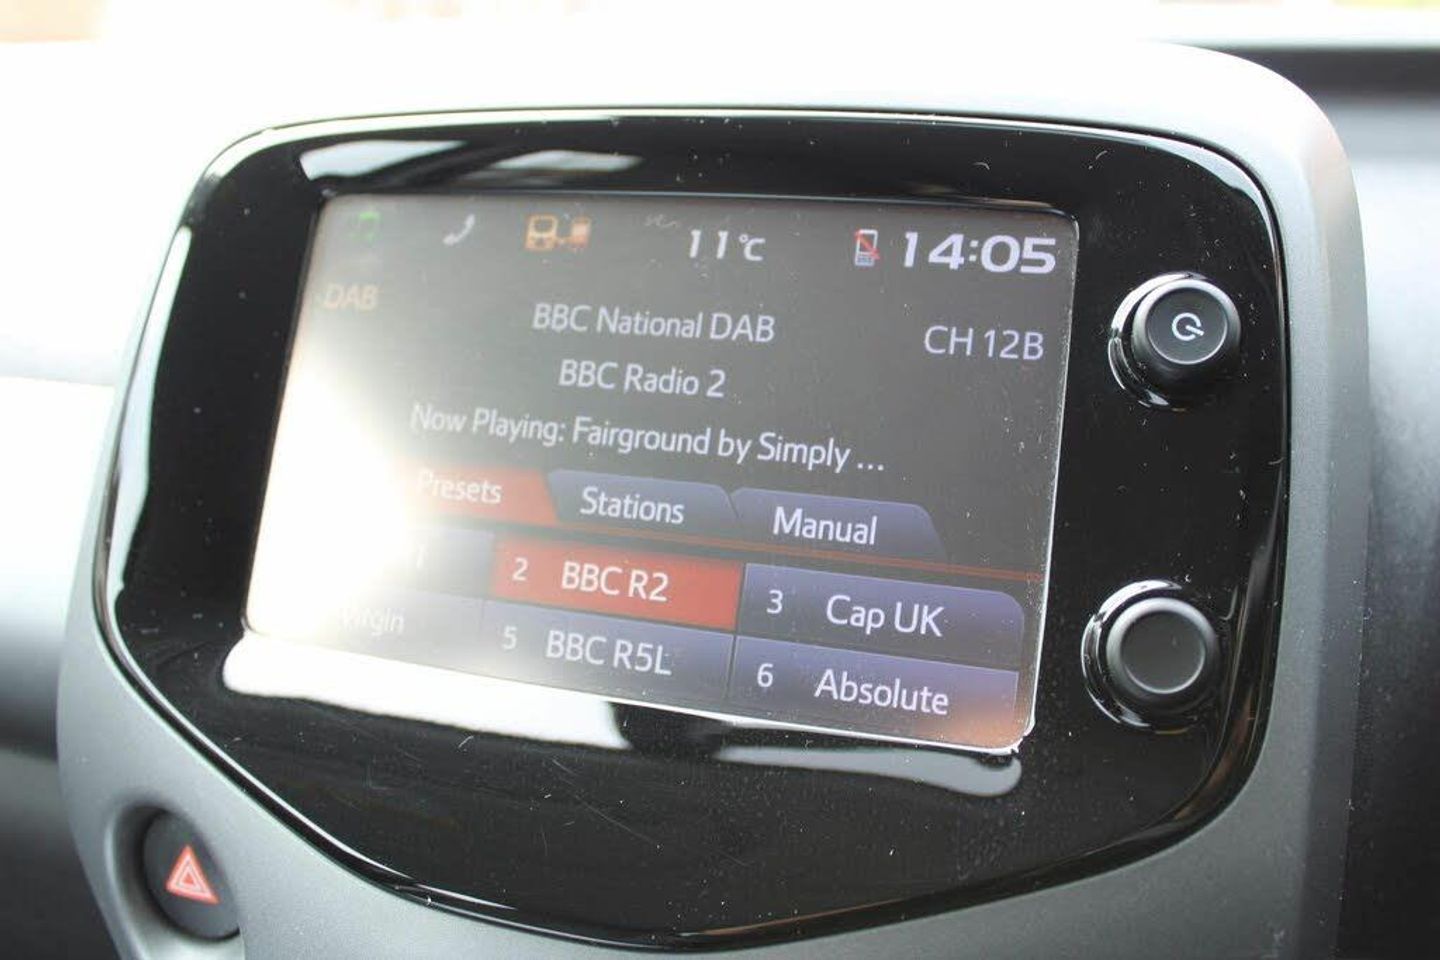 11°C
14:05
DAB
BBC National DAB
CH 12B
BBC Radio 2
Now Playing: Fairground by Simply ...
Presets
Stations
Manual
1
2 BBC R2
3 Cap UK
Virgin
5 BBC R5L
6 Absolute